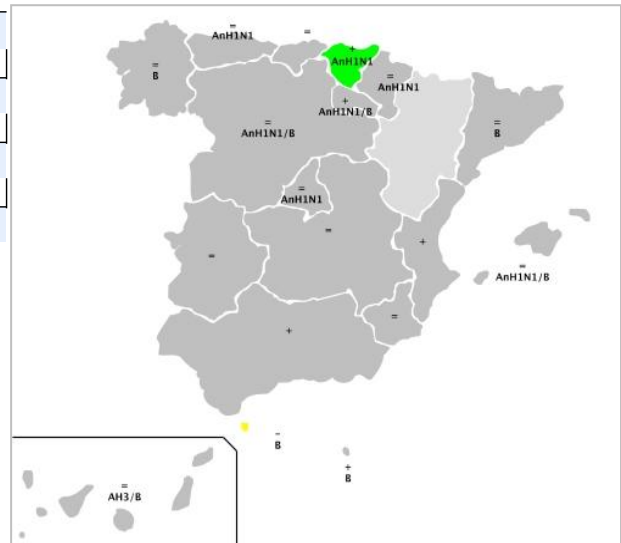 =
AnH1N1
=
+
AnH1N1
=
B
=
AnH1N1
+
AnH1N1/B
=
AnH1N1/B
=
B
=
AnH1N1
=
=
+
=
AnH1N1/B
=
+
-
B
+
B
=
AH3/B